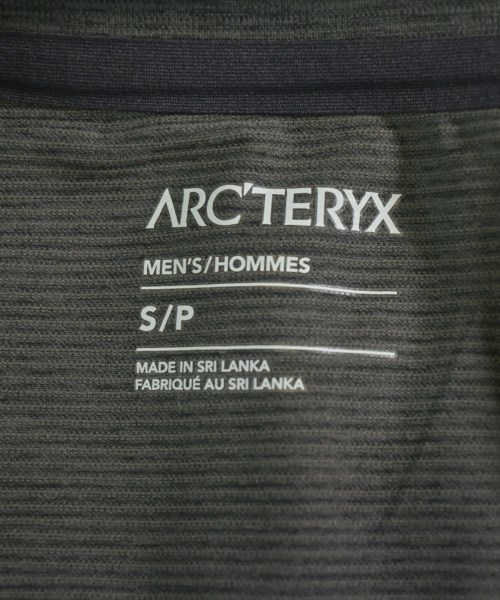 ARC'TERYX
MEN'S/HOMMES
S/P
MADE IN SRI LANKA
FABRIQUÉ AU SRI LANKA